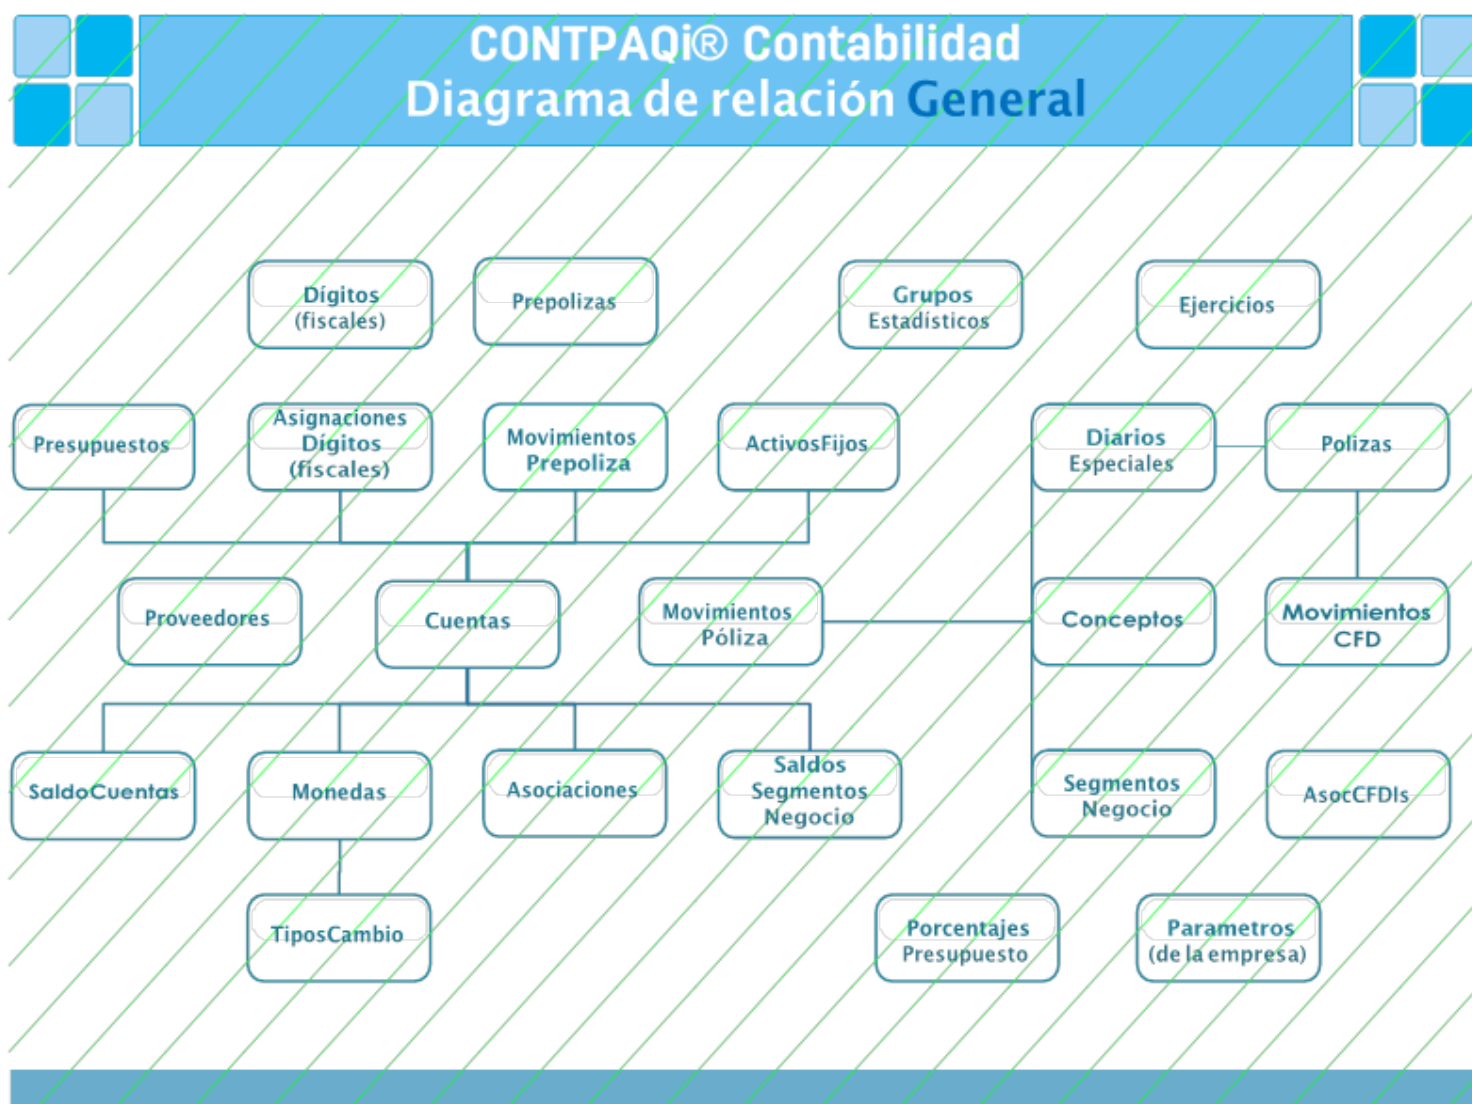 CONTPAQi® Contabilidad
Diagrama de relación General
Dígitos
(fiscales)
Prepolizas
Grupos
Estadísticos
Ejercicios
Presupuestos
Asignaciones
Dígitos
(fiscales)
Movimientos
Prepoliza
ActivosFijos
Diarios
Especiales
Polizas
Proveedores
Cuentas
Movimientos
Póliza
Conceptos
Movimientos
CFD
SaldoCuentas
Monedas
Asociaciones
Saldos
Segmentos
Negocio
Segmentos
Negocio
AsocCFDIs
TiposCambio
Porcentajes
Presupuesto
Parametros
(de la empresa)